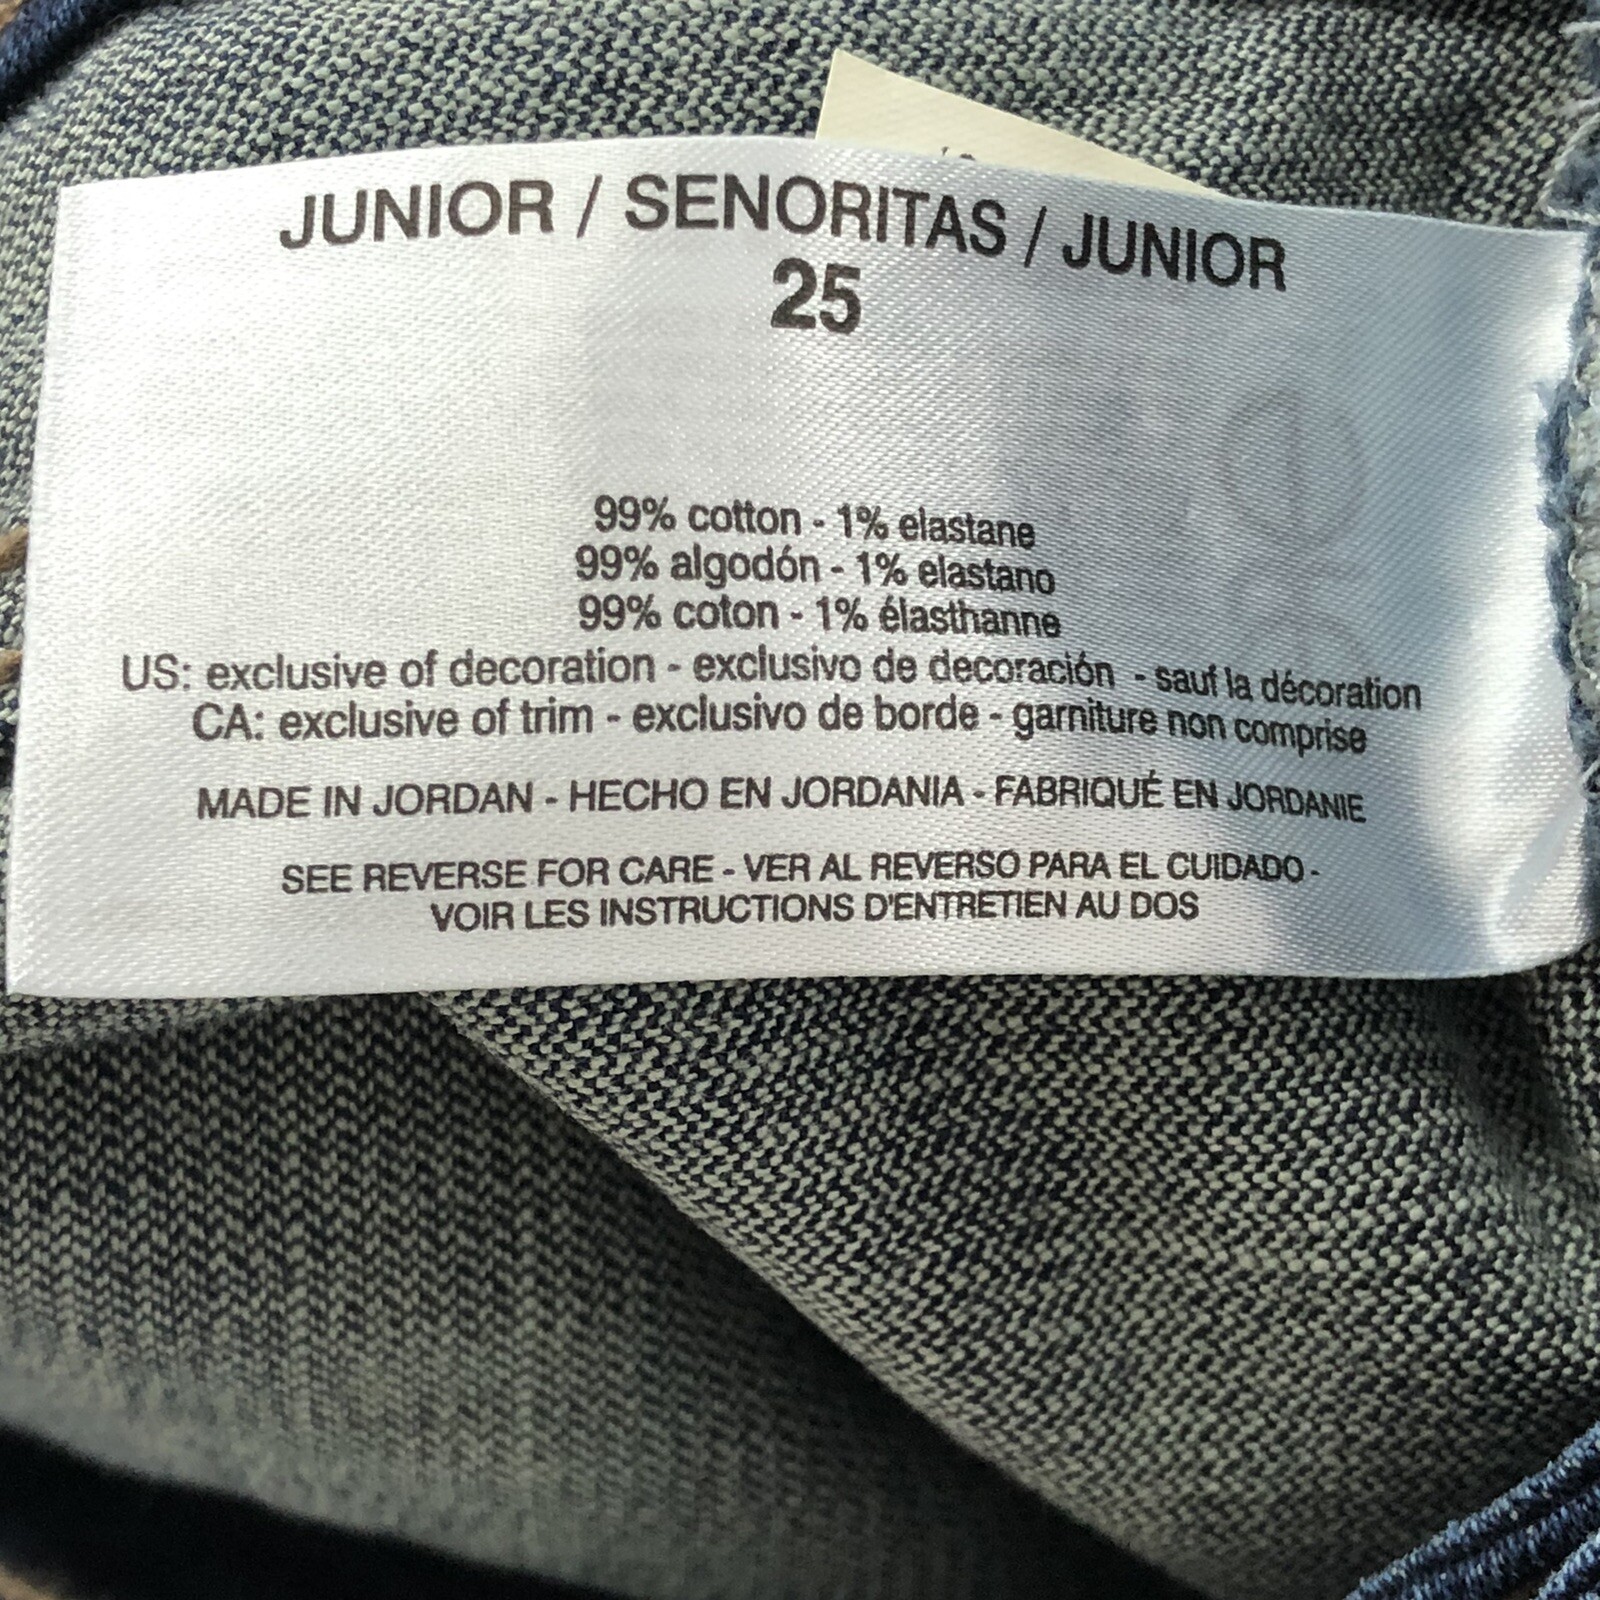 JUNIOR / SENORITAS / JUNIOR
25
99% cotton - 1% elastane
99% algodón - 1% elastano
99% coton - 1% élasthanne
US: exclusive of decoration - exclusivo de decoración - sauf la décoration
CA: exclusive of trim - exclusivo de borde - garniture non comprise
MADE IN JORDAN - HECHO EN JORDANIA - FABRIQUÉ EN JORDANIE
SEE REVERSE FOR CARE - VER AL REVERSO PARA EL CUIDADO -
VOIR LES INSTRUCTIONS D'ENTRETIEN AU DOS